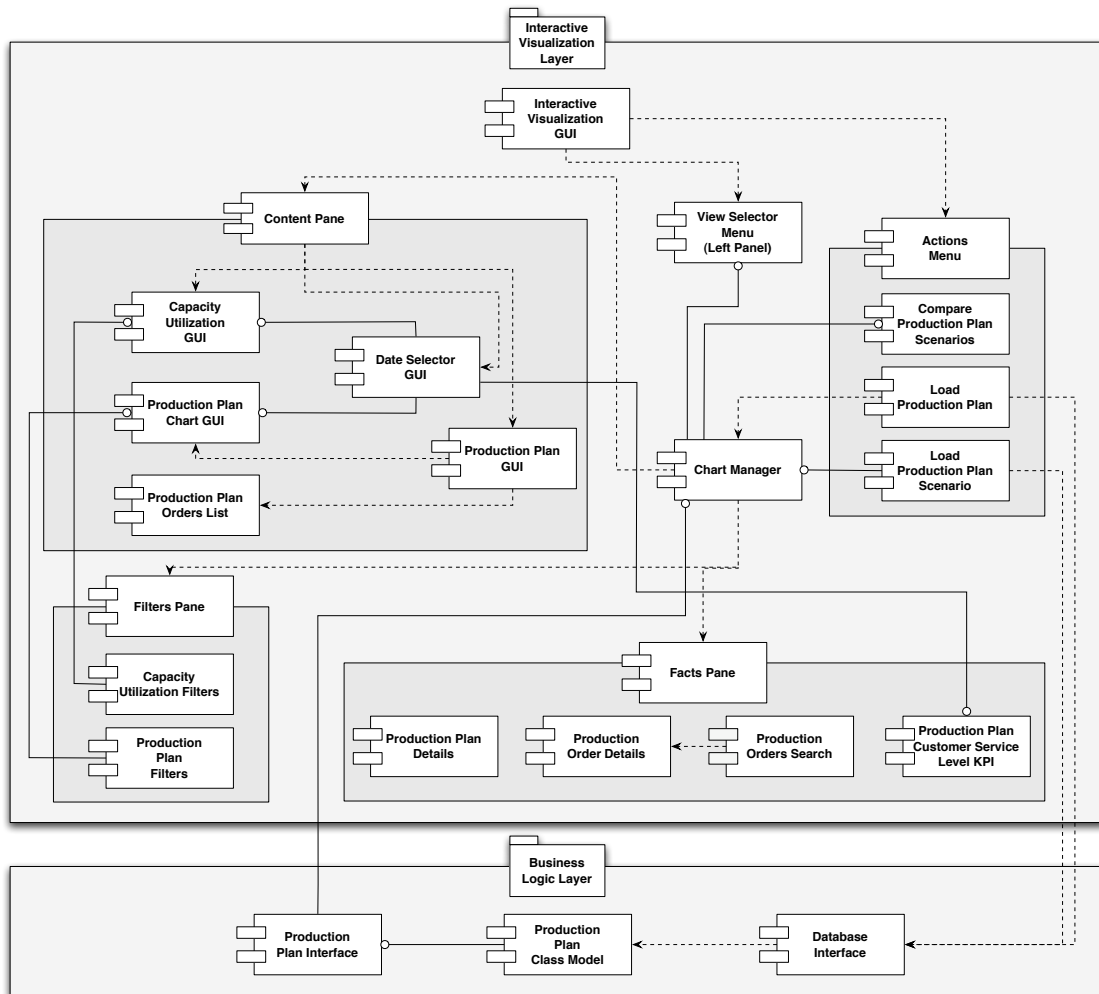 Interactive
Visualization
Layer
Interactive
Visualization
GUI
Content Pane
View Selector
Menu
(Left Panel)
Actions
Menu
Capacity
Utilization
GUI
Compare
Production Plan
Scenarios
Date Selector
GUI
Load
Production Plan
Production Plan
Chart GUI
Production Plan
GUI
Chart Manager
Load
Production Plan
Scenario
Production Plan
Orders List
Filters Pane
Capacity
Utilization Filters
Production
Plan
Filters
Facts Pane
Production Plan
Details
Production
Order Details
Production
Orders Search
Production Plan
Customer Service
Level KPI
Business
Logic Layer
Production
Plan Interface
Production
Plan
Class Model
Database
Interface